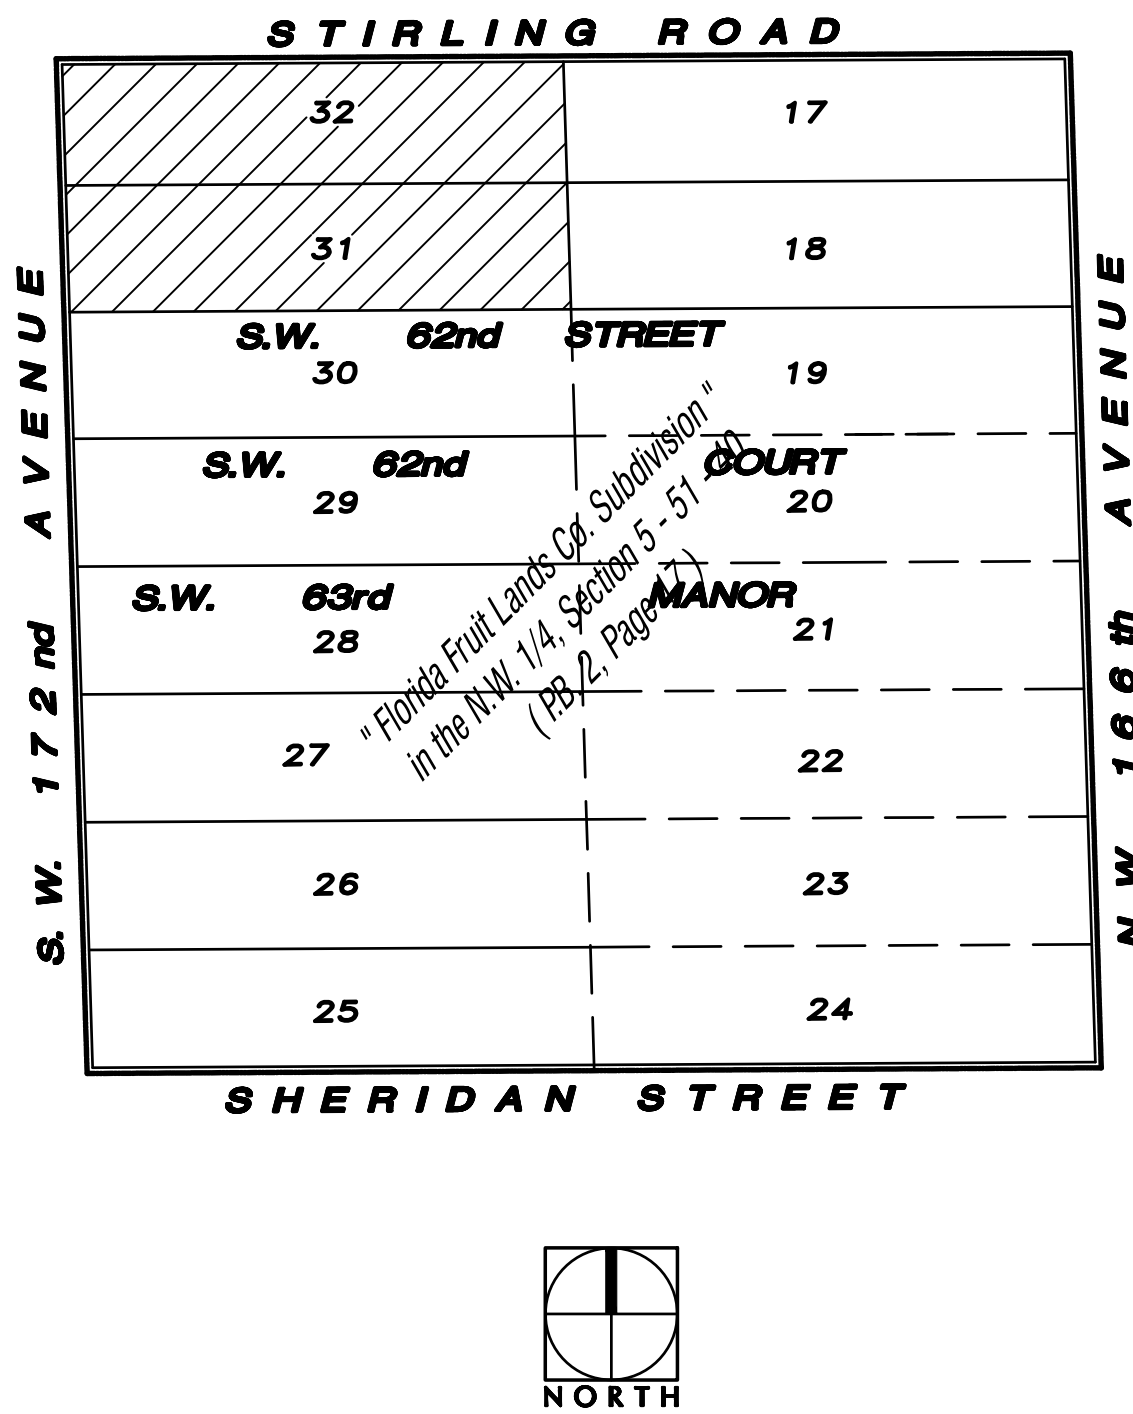 STIRLING ROAD
32
17
31
18
S.W. 62nd STREET
30
19
S.W. 62nd COURT
29
20
S.W. 63rd MANOR
28
21
27
22
26
23
25
24
" Florida Fruit Lands Co. Subdivision "
in the N.W. 1/4, Section 5 - 51 - 40
( P.B. 2, Page 17 )
S.W. 172nd AVENUE
N.W. 166th AVENUE
SHERIDAN STREET
NORTH